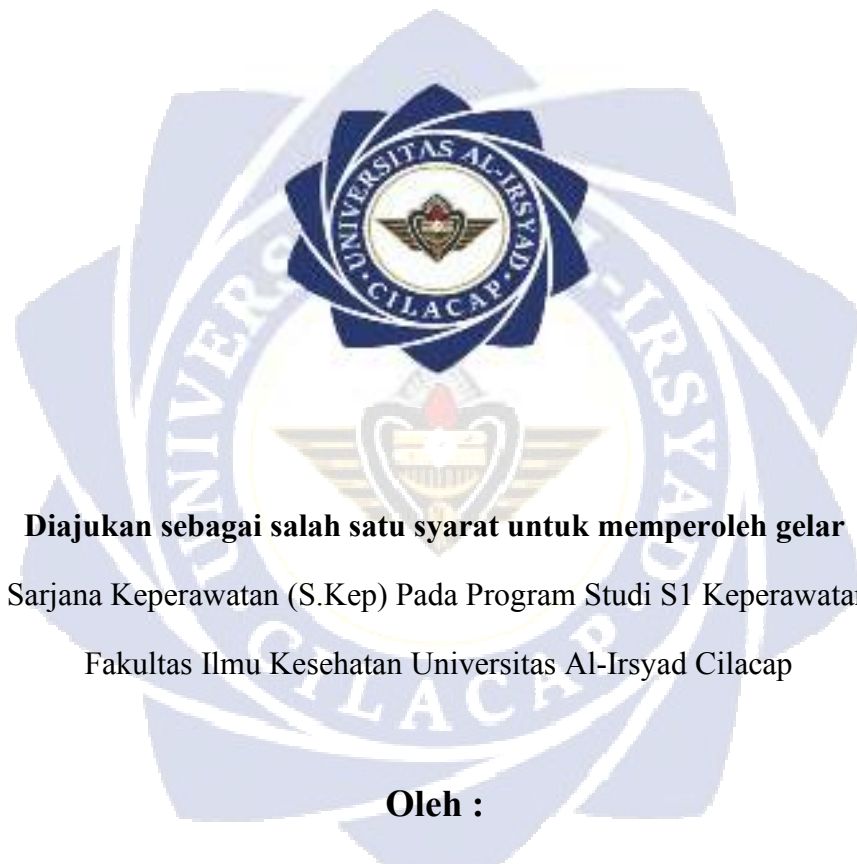 UNIVERSITAS AL-IRSYAD
CILACAP
Diajukan sebagai salah satu syarat untuk memperoleh gelar
Sarjana Keperawatan (S.Kep) Pada Program Studi S1 Keperawatan
Fakultas Ilmu Kesehatan Universitas Al-Irsyad Cilacap
Oleh :